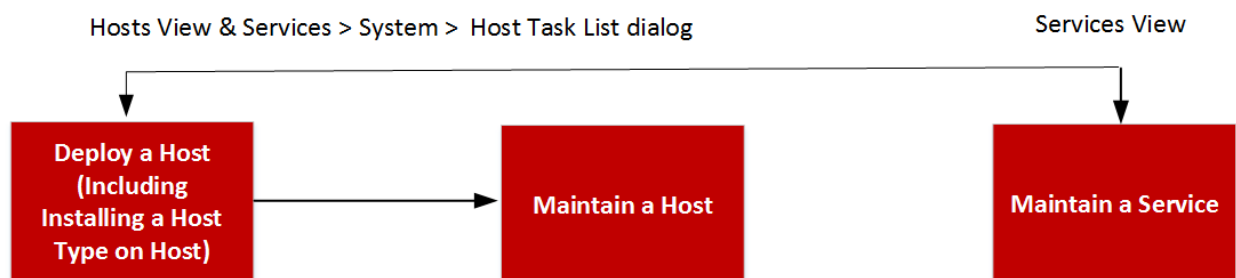 Hosts View & Services > System > Host Task List dialog
Services View
Deploy a Host
(Including
Installing a Host
Type on Host)
Maintain a Host
Maintain a Service